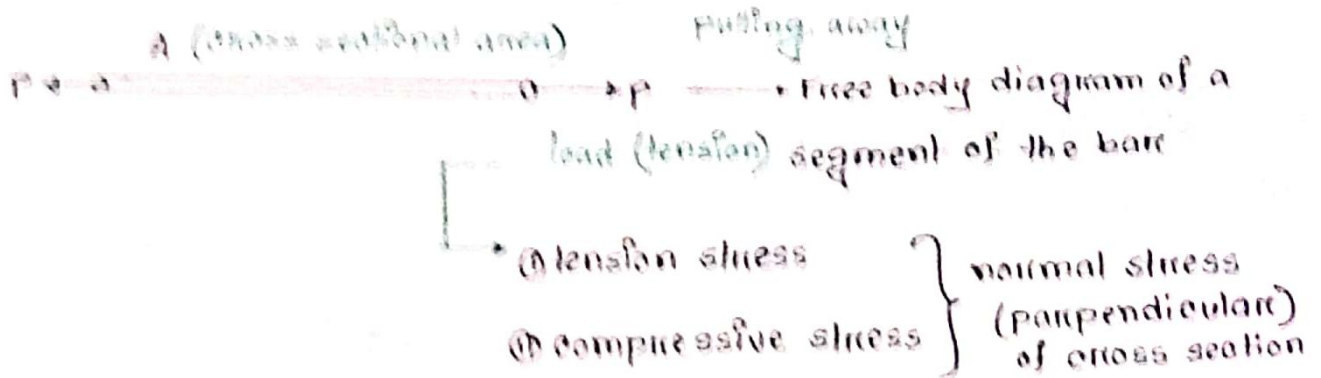 A (cross sectional area) pulling away
P a a P Free body diagram of a
load (tension) segment of the bar
(i) tension stress
normal stress
(ii) compressive stress
(parpendicular)
of cross section